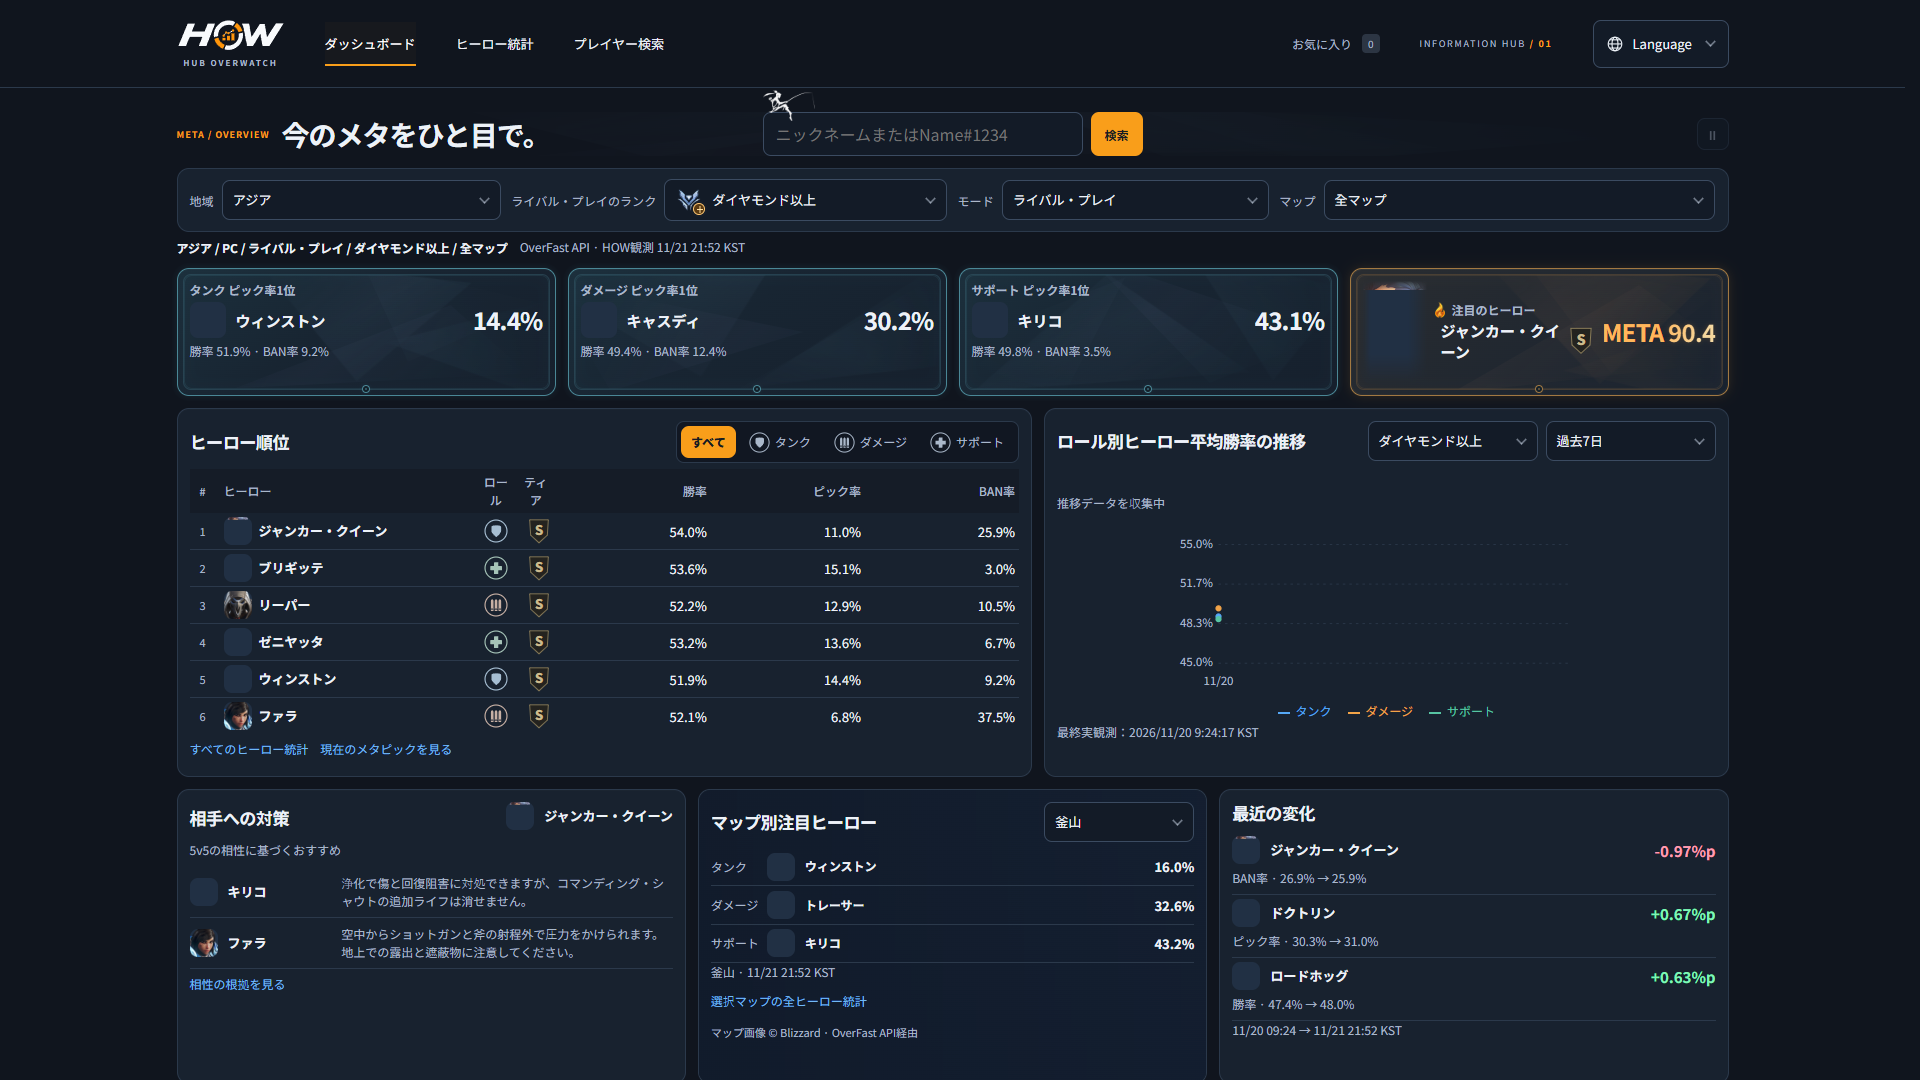 HOW
HUB OVERWATCH
ダッシュボード
ヒーロー統計
プレイヤー検索
お気に入り 0
INFORMATION HUB / 01
Language
META / OVERVIEW
今のメタをひと目で。
ニックネームまたはName#1234
検索
地域
アジア
ライバル・プレイのランク
ダイヤモンド以上
モード
ライバル・プレイ
マップ
全マップ
アジア / PC / ライバル・プレイ / ダイヤモンド以上 / 全マップ
OverFast API · HOW観測 11/21 21:52 KST
タンク ピック率1位
ウィンストン
14.4%
勝率 51.9% · BAN率 9.2%
ダメージ ピック率1位
キャスディ
30.2%
勝率 49.4% · BAN率 12.4%
サポート ピック率1位
キリコ
43.1%
勝率 49.8% · BAN率 3.5%
注目のヒーロー
ジャンカー・クイ
ーン
S
META 90.4
ヒーロー順位
すべて
タンク
ダメージ
サポート
# ヒーロー ロー ティ 勝率 ピック率 BAN率
ル ア
1 ジャンカー・クイーン S 54.0% 11.0% 25.9%
2 ブリギッテ S 53.6% 15.1% 3.0%
3 リーパー S 52.2% 12.9% 10.5%
4 ゼニヤッタ S 53.2% 13.6% 6.7%
5 ウィンストン S 51.9% 14.4% 9.2%
6 ファラ S 52.1% 6.8% 37.5%
すべてのヒーロー統計 現在のメタピックを見る
ロール別ヒーロー平均勝率の推移
ダイヤモンド以上
過去7日
推移データを収集中
55.0%
51.7%
48.3%
45.0%
11/20
タンク
ダメージ
サポート
最終実観測：2026/11/20 9:24:17 KST
相手への対策
ジャンカー・クイーン
5v5の相性に基づくおすすめ
キリコ
浄化で傷と回復阻害に対処できますが、コマンディング・シ
ャウトの追加ライフは消せません。
ファラ
空中からショットガンと斧の射程外で圧力をかけられます。
地上での露出と遮蔽物に注意してください。
相性の根拠を見る
マップ別注目ヒーロー
釜山
タンク ウィンストン 16.0%
ダメージ トレーサー 32.6%
サポート キリコ 43.2%
釜山 · 11/21 21:52 KST
選択マップの全ヒーロー統計
マップ画像 © Blizzard · OverFast API経由
最近の変化
ジャンカー・クイーン -0.97%p
BAN率 · 26.9% → 25.9%
ドクトリン +0.67%p
ピック率 · 30.3% → 31.0%
ロードホッグ +0.63%p
勝率 · 47.4% → 48.0%
11/20 09:24 → 11/21 21:52 KST